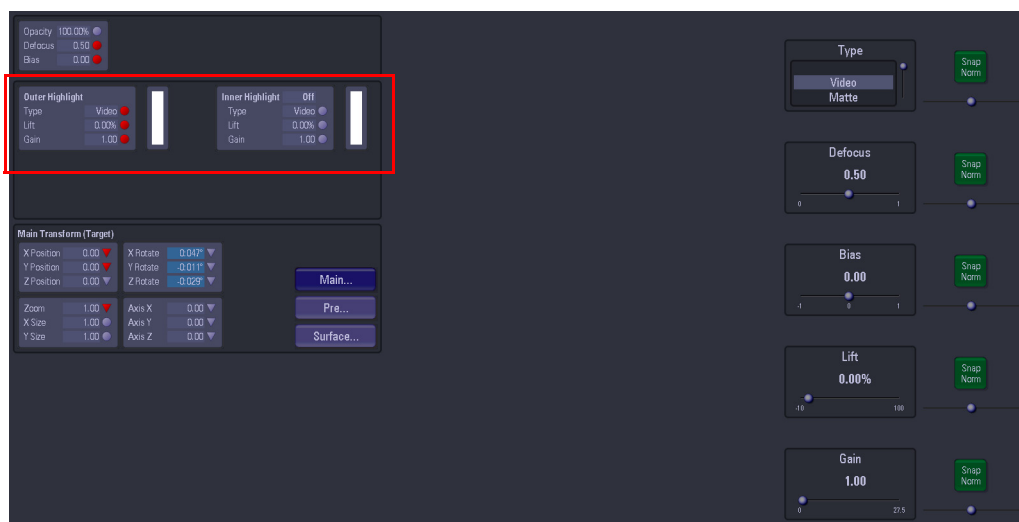 Opacity 100.00%
Defocus 0.50
Bias 0.00
Outer Highlight
Type Video
Lift 0.00%
Gain 1.00
Inner Highlight Off
Type Video
Lift 0.00%
Gain 1.00
Main Transform (Target)
X Position 0.00
Y Position 0.00
Z Position 0.00
X Rotate 0.047°
Y Rotate -0.011°
Z Rotate -0.029°
Zoom 1.00
X Size 1.00
Y Size 1.00
Axis X 0.00
Axis Y 0.00
Axis Z 0.00
Main...
Pre...
Surface...
Type
Video
Matte
Snap
Norm
Defocus
0.50
0 1
Snap
Norm
Bias
0.00
-1 0 1
Snap
Norm
Lift
0.00%
-10 100
Snap
Norm
Gain
1.00
0 27.5
Snap
Norm